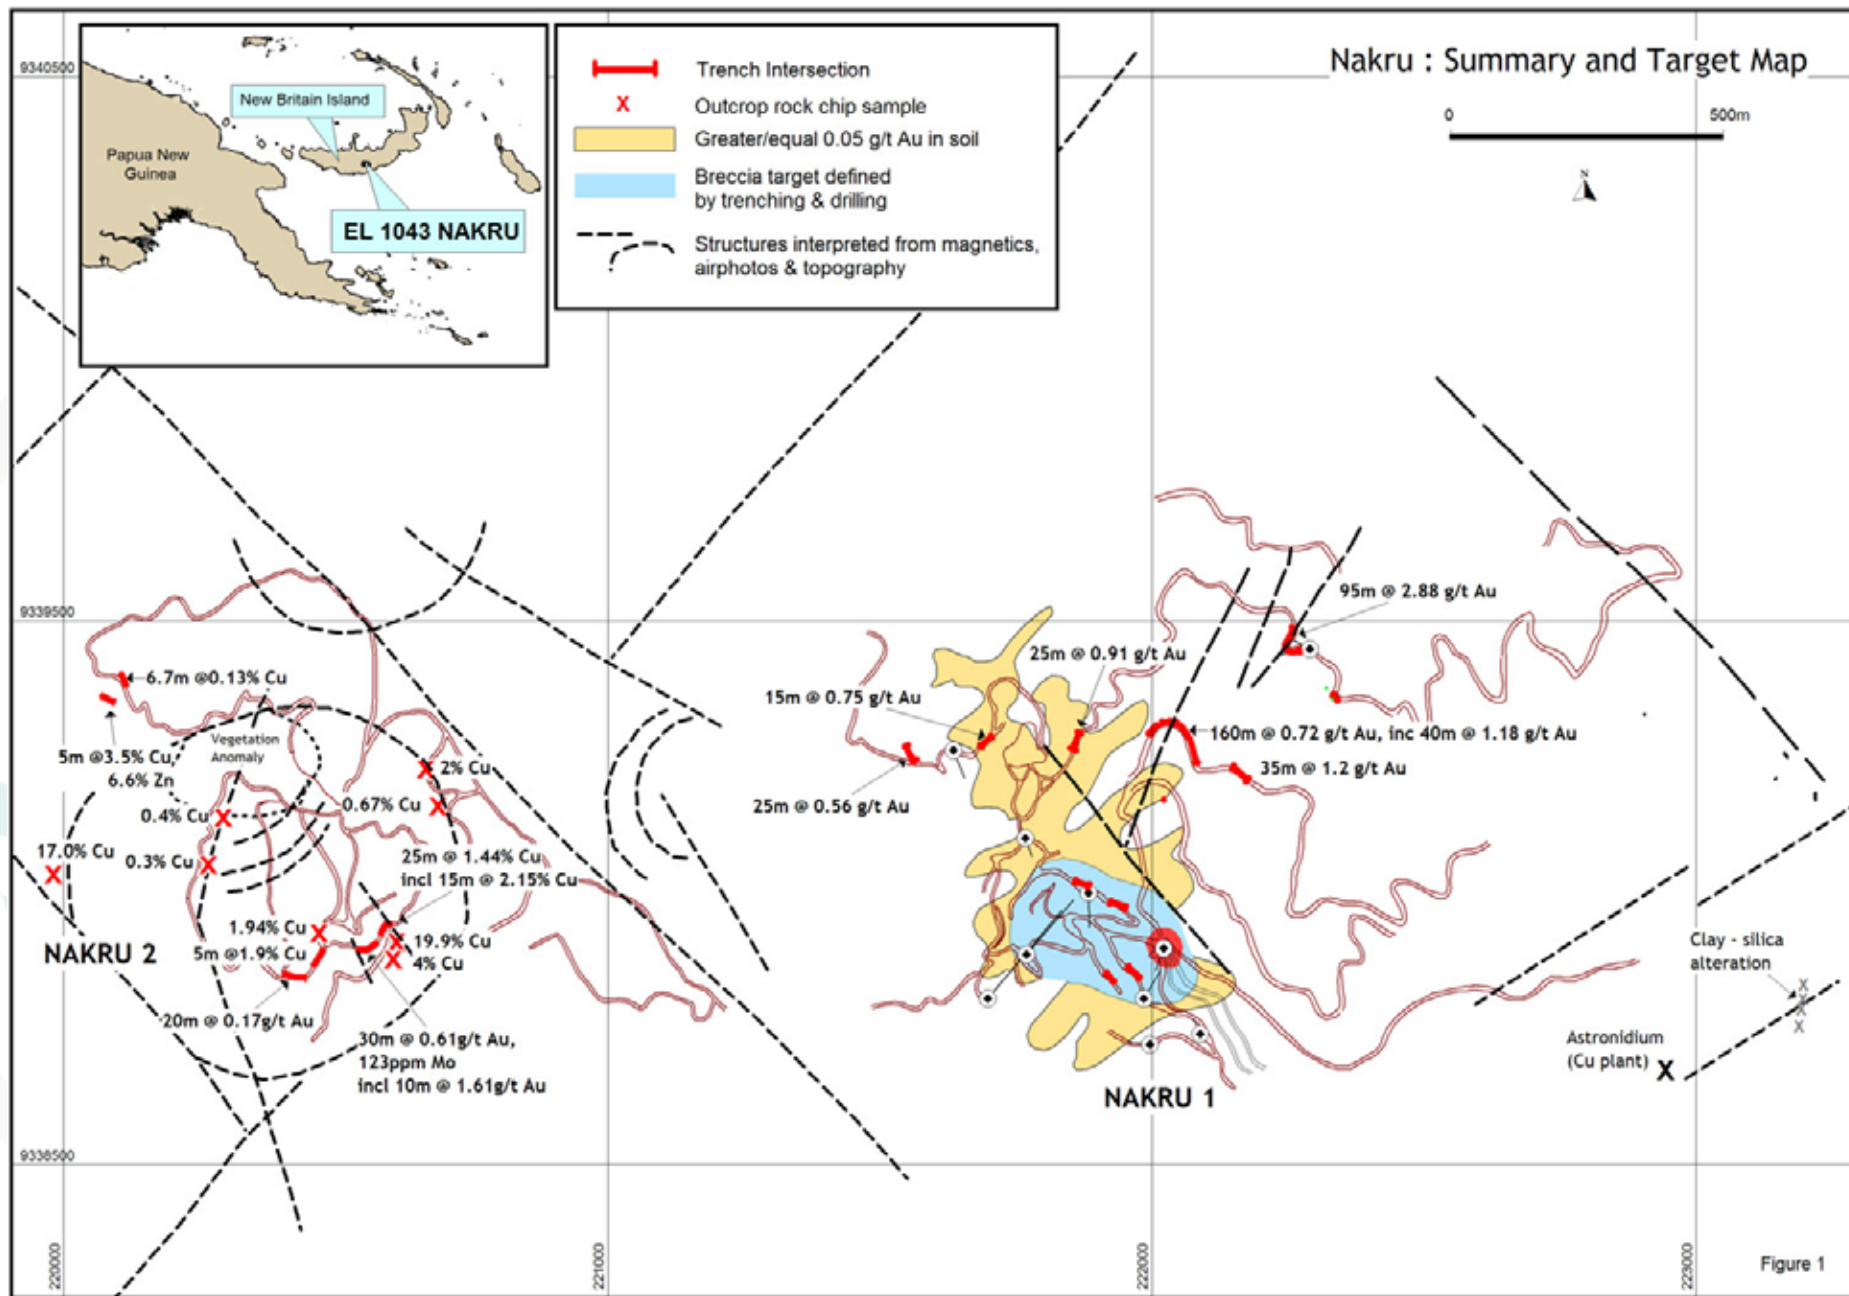 Nakru : Summary and Target Map
0
500m
N
9340500
9339500
9338500
220000
221000
222000
223000
New Britain Island
Papua New
Guinea
EL 1043 NAKRU
Trench Intersection
X
Outcrop rock chip sample
Greater/equal 0.05 g/t Au in soil
Breccia target defined
by trenching & drilling
Structures interpreted from magnetics,
airphotos & topography
6.7m @0.13% Cu
5m @3.5% Cu,
6.6% Zn
Vegetation
Anomaly
X
2% Cu
0.67% Cu
X
0.4% Cu
X
0.3% Cu
X
17.0% Cu
X
25m @ 1.44% Cu
incl 15m @ 2.15% Cu
1.94% Cu
X
5m @1.9% Cu
X
19.9% Cu
X
4% Cu
NAKRU 2
20m @ 0.17g/t Au
30m @ 0.61g/t Au,
123ppm Mo
incl 10m @ 1.61g/t Au
95m @ 2.88 g/t Au
25m @ 0.91 g/t Au
15m @ 0.75 g/t Au
25m @ 0.56 g/t Au
160m @ 0.72 g/t Au, inc 40m @ 1.18 g/t Au
35m @ 1.2 g/t Au
NAKRU 1
Clay - silica
alteration
X
X
X
X
Astronidium
(Cu plant)
X
Figure 1